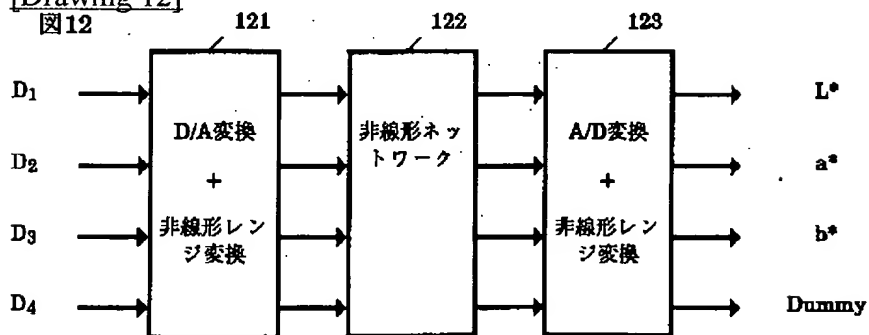 [Drawing 12]
図12
121
122
123
D₁
D₂
D₃
D₄
D/A変換
+
非線形レン
ジ変換
非線形ネッ
トワーク
A/D変換
+
非線形レン
ジ変換
L*
a*
b*
Dummy